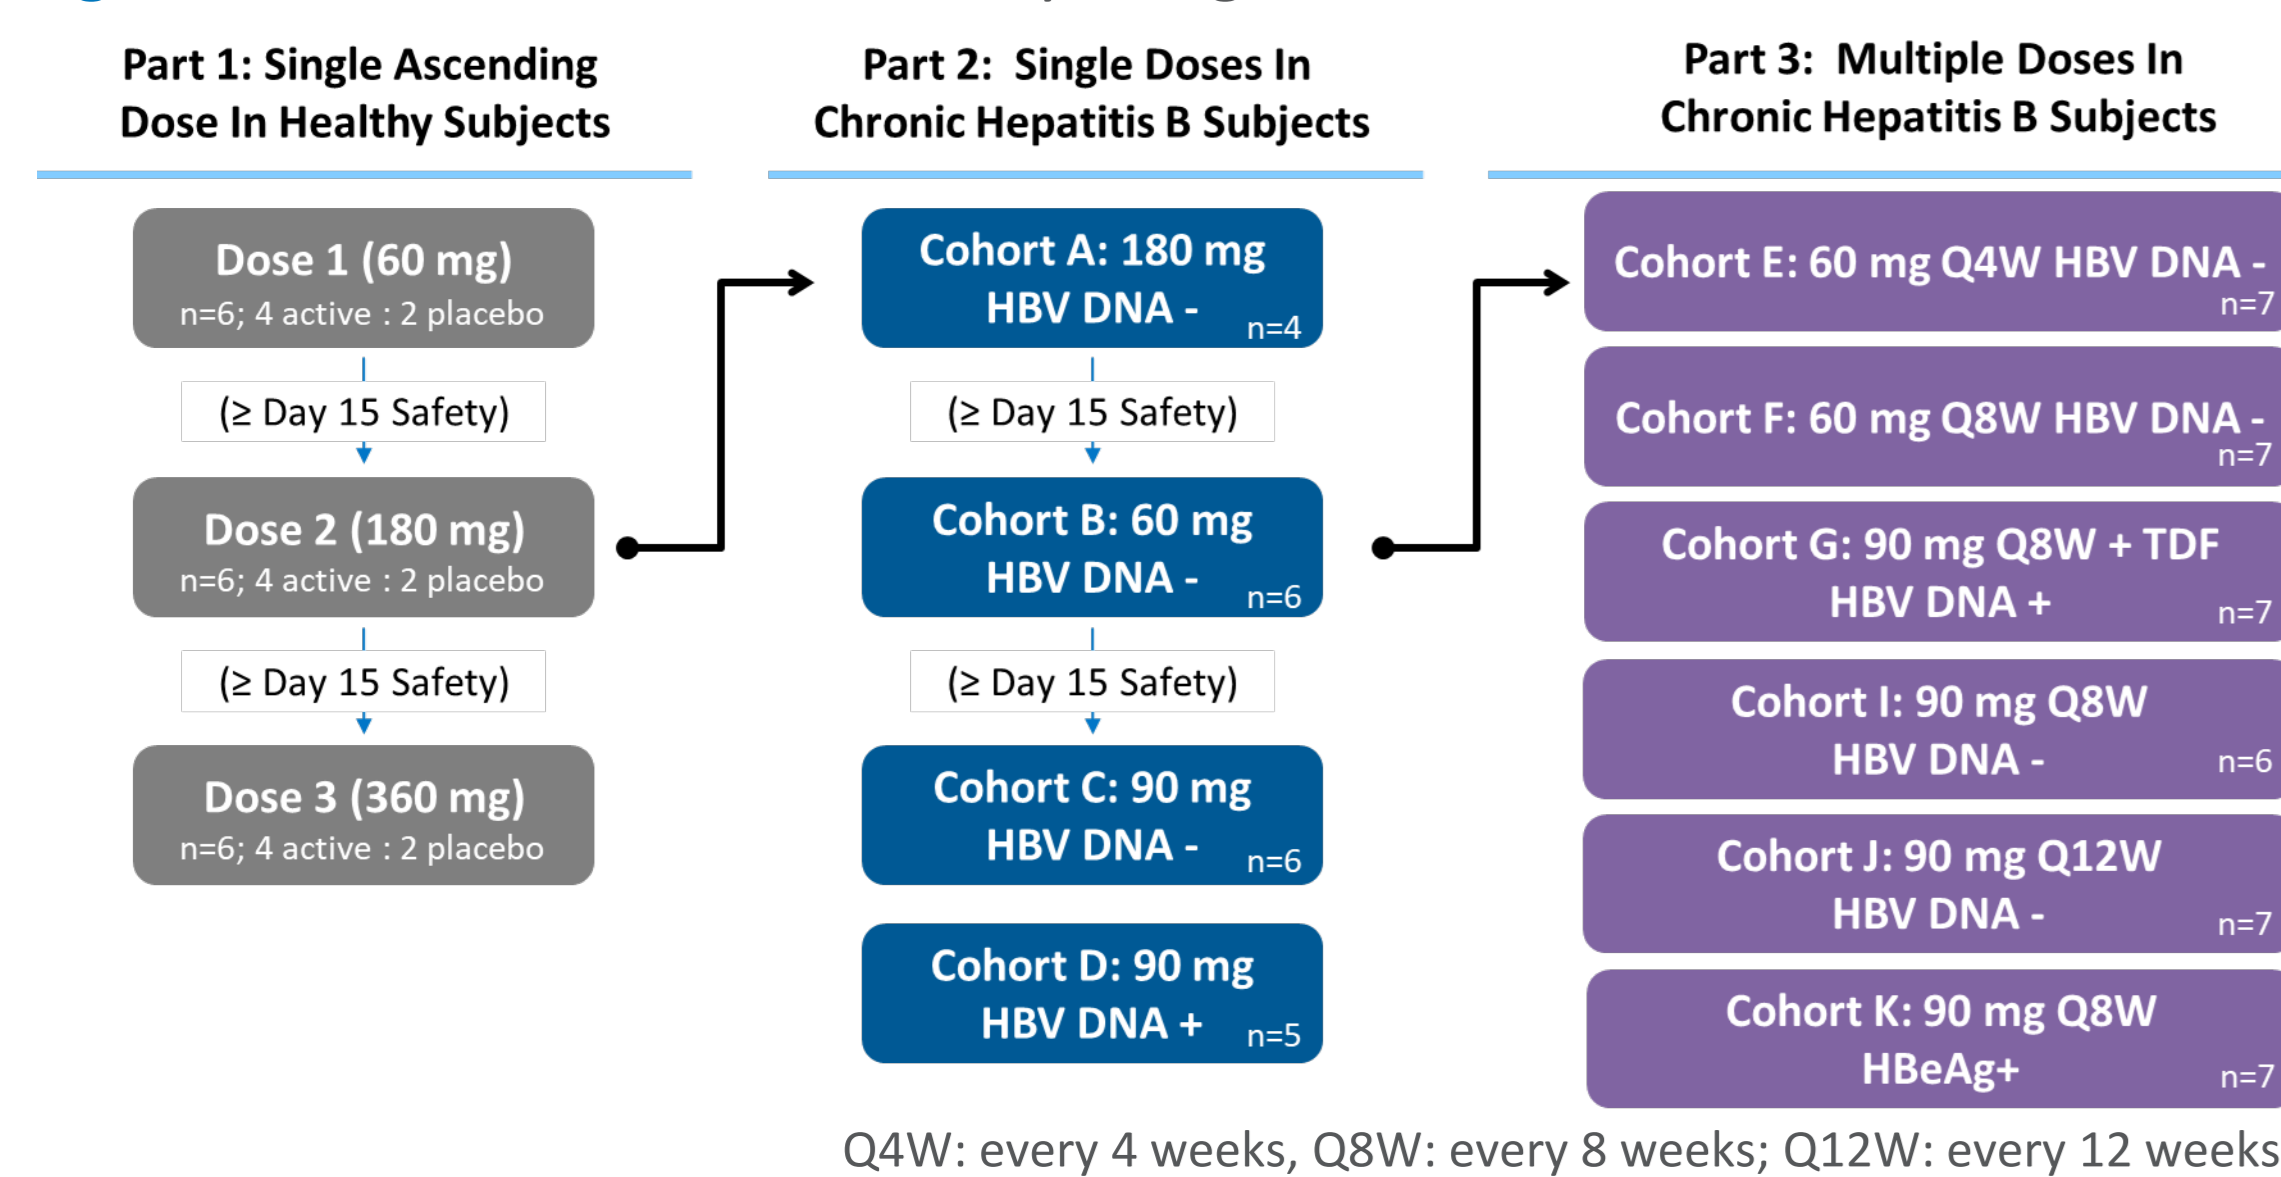 Part 1: Single Ascending
Dose In Healthy Subjects
Dose 1 (60 mg)
n=6; 4 active : 2 placebo
(≥ Day 15 Safety)
Dose 2 (180 mg)
n=6; 4 active : 2 placebo
(≥ Day 15 Safety)
Dose 3 (360 mg)
n=6; 4 active : 2 placebo
Part 2: Single Doses In
Chronic Hepatitis B Subjects
Cohort A: 180 mg
HBV DNA -
n=4
(≥ Day 15 Safety)
Cohort B: 60 mg
HBV DNA -
n=6
(≥ Day 15 Safety)
Cohort C: 90 mg
HBV DNA -
n=6
Cohort D: 90 mg
HBV DNA +
n=5
Part 3: Multiple Doses In
Chronic Hepatitis B Subjects
Cohort E: 60 mg Q4W HBV DNA -
n=7
Cohort F: 60 mg Q8W HBV DNA -
n=7
Cohort G: 90 mg Q8W + TDF
HBV DNA +
n=7
Cohort I: 90 mg Q8W
HBV DNA -
n=6
Cohort J: 90 mg Q12W
HBV DNA -
n=7
Cohort K: 90 mg Q8W
HBeAg+
n=7
Q4W: every 4 weeks, Q8W: every 8 weeks; Q12W: every 12 weeks